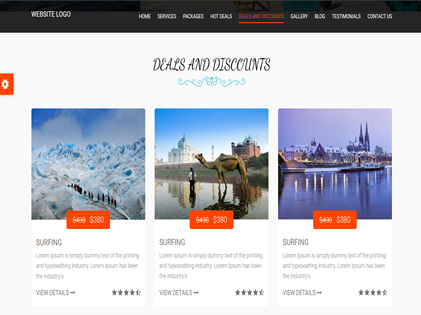 WEBSITE LOGO
HOME SERVICES PACKAGES HOT DEALS DEALS AND DISCOUNTS GALLERY BLOG TESTIMONIALS CONTACT US
DEALS AND DISCOUNTS
$430 $380
$430 $380
$430 $380
SURFING
SURFING
SURFING
Lorem Ipsum is simply dummy text of the printing
and typesetting industry. Lorem Ipsum has been
the industry's
Lorem Ipsum is simply dummy text of the printing
and typesetting industry. Lorem Ipsum has been
the industry's
Lorem Ipsum is simply dummy text of the printing
and typesetting industry. Lorem Ipsum has been
the industry's
VIEW DETAILS
VIEW DETAILS
VIEW DETAILS